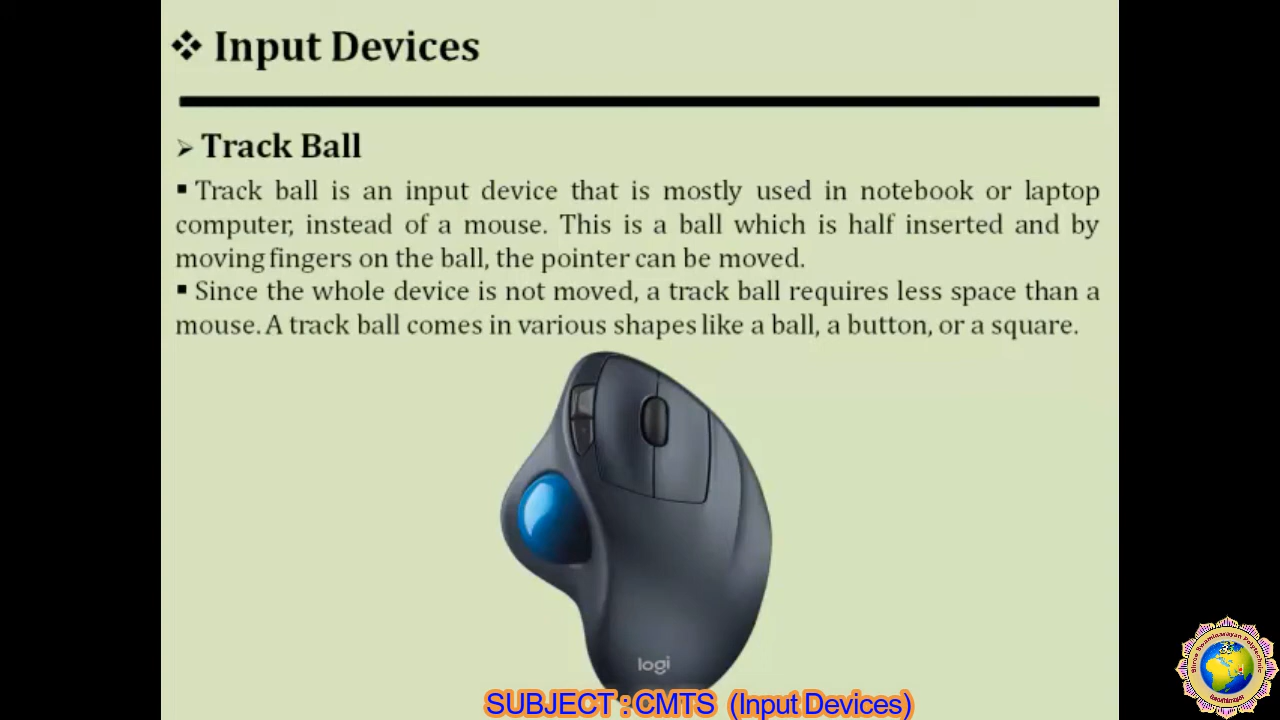 ❖ Input Devices
➢ Track Ball
▪ Track ball is an input device that is mostly used in notebook or laptop
computer, instead of a mouse. This is a ball which is half inserted and by
moving fingers on the ball, the pointer can be moved.
▪ Since the whole device is not moved, a track ball requires less space than a
mouse. A track ball comes in various shapes like a ball, a button, or a square.
logi
SUBJECT : CMTS (Input Devices)